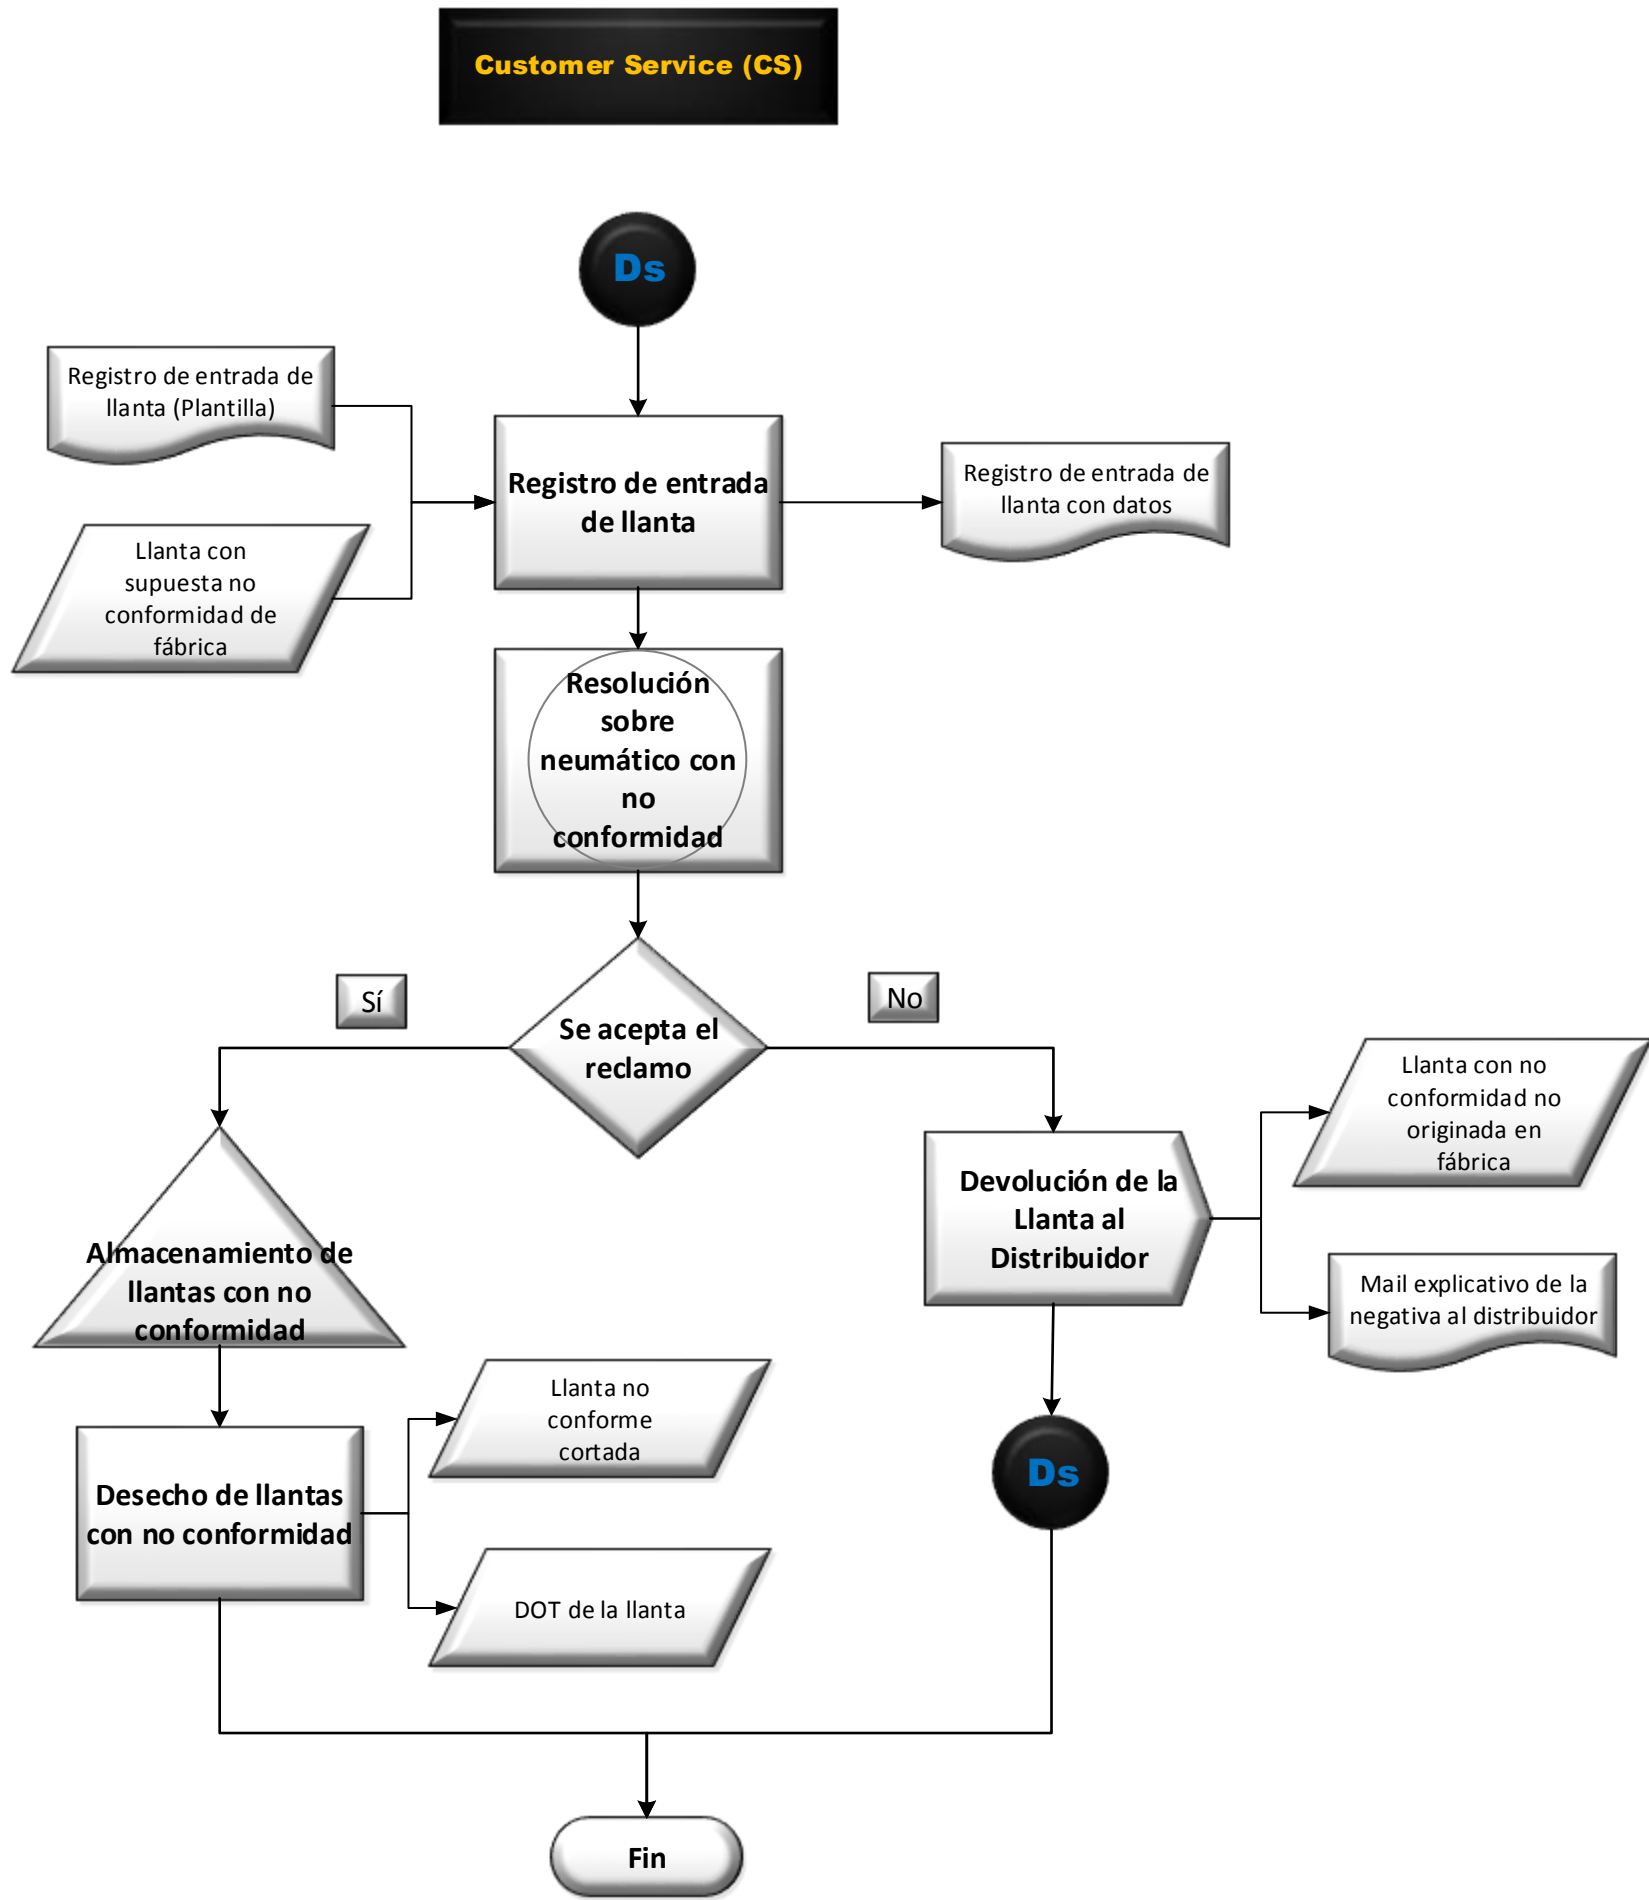 Customer Service (CS)
Ds
Registro de entrada de
llanta (Plantilla)
Registro de entrada
de llanta
Registro de entrada de
llanta con datos
Llanta con
supuesta no
conformidad de
fábrica
Resolución
sobre
neumático con
no
conformidad
Sí
No
Se acepta el
reclamo
Llanta con no
conformidad no
originada en
fábrica
Devolución de la
Llanta al
Distribuidor
Almacenamiento de
llantas con no
conformidad
Mail explicativo de la
negativa al distribuidor
Llanta no
conforme
cortada
Ds
Desecho de llantas
con no conformidad
DOT de la llanta
Fin